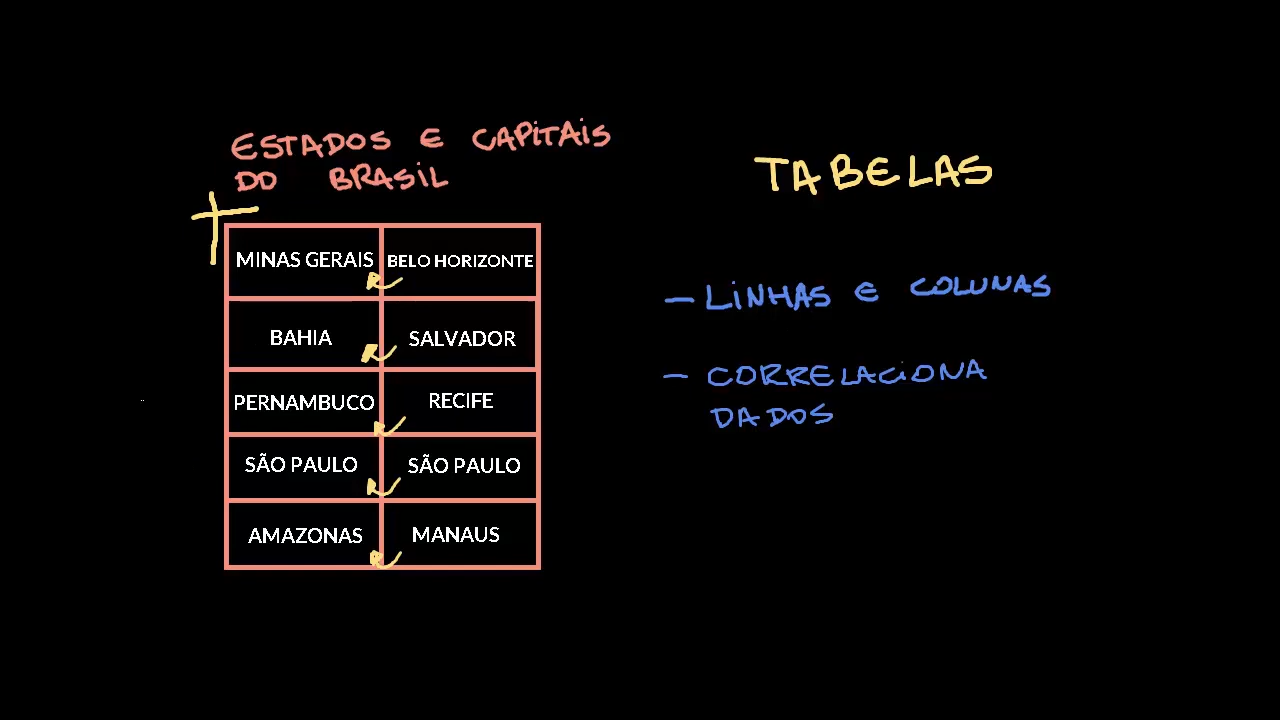 ESTADOS E CAPITAIS
DO BRASIL
MINAS GERAIS BELO HORIZONTE
BAHIA SALVADOR
PERNAMBUCO RECIFE
SÃO PAULO SÃO PAULO
AMAZONAS MANAUS
TABELAS
- LINHAS E COLUNAS
- CORRELACIONA
DADOS